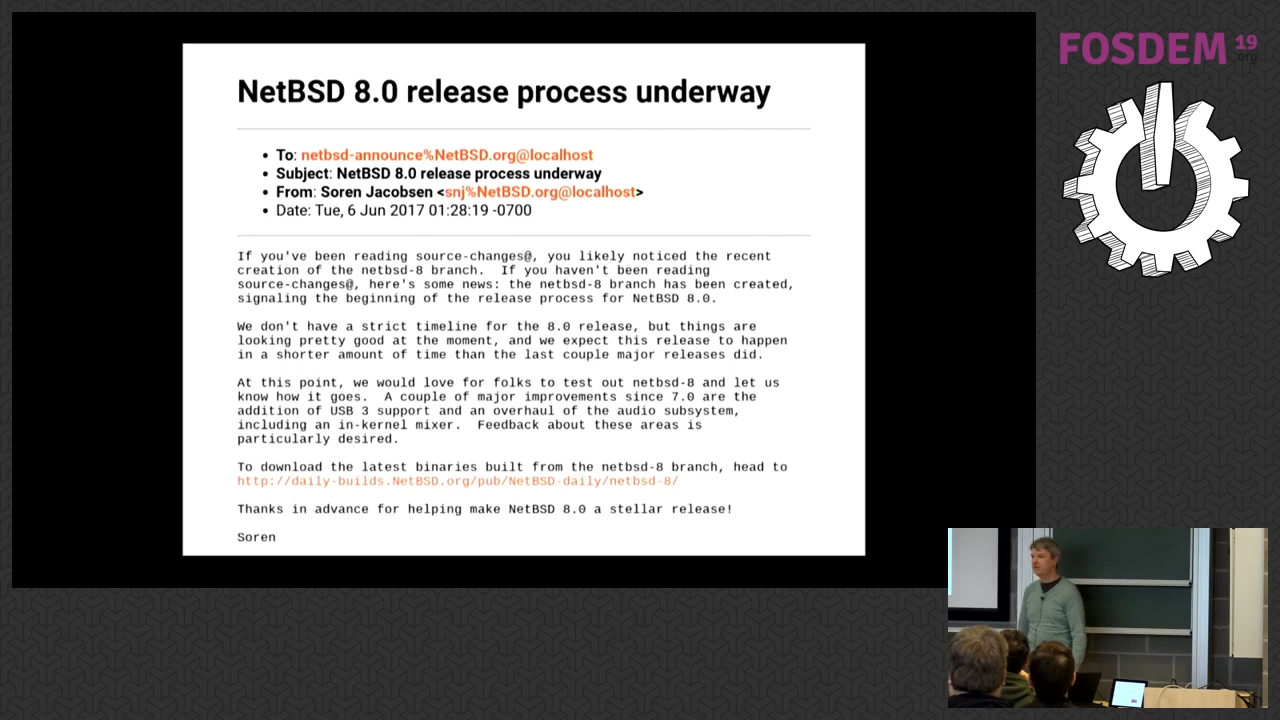 NetBSD 8.0 release process underway
To: netbsd-announce%NetBSD.org@localhost
Subject: NetBSD 8.0 release process underway
From: Soren Jacobsen <snj%NetBSD.org@localhost>
Date: Tue, 6 Jun 2017 01:28:19 -0700
If you've been reading source-changes@, you likely noticed the recent
creation of the netbsd-8 branch.  If you haven't been reading
source-changes@, here's some news: the netbsd-8 branch has been created,
signaling the beginning of the release process for NetBSD 8.0.
We don't have a strict timeline for the 8.0 release, but things are
looking pretty good at the moment, and we expect this release to happen
in a shorter amount of time than the last couple major releases did.
At this point, we would love for folks to test out netbsd-8 and let us
know how it goes.  A couple of major improvements since 7.0 are the
addition of USB 3 support and an overhaul of the audio subsystem,
including an in-kernel mixer.  Feedback about these areas is
particularly desired.
To download the latest binaries built from the netbsd-8 branch, head to
http://daily-builds.NetBSD.org/pub/NetBSD-daily/netbsd-8/
Thanks in advance for helping make NetBSD 8.0 a stellar release!
Soren
FOSDEM 19
.org